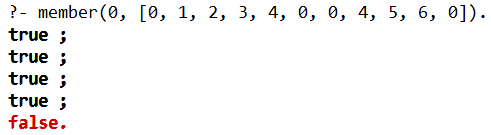 ?- member(0, [0, 1, 2, 3, 4, 0, 0, 4, 5, 6, 0]).
true ;
true ;
true ;
true ;
false.